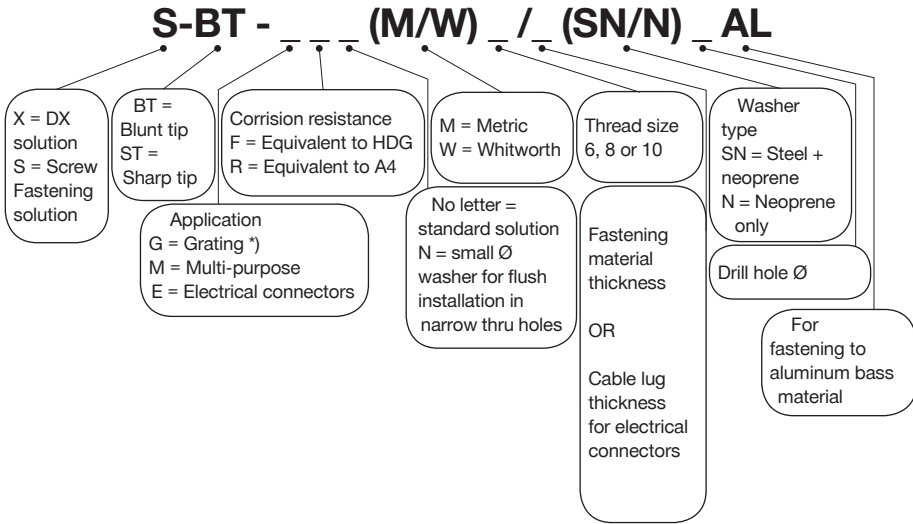 S-BT - _ _ _ (M/W) _ /_ (SN/N) _ AL
X = DX
solution
S = Screw
Fastening
solution
BT =
Blunt tip
ST =
Sharp tip
Corrision resistance
F = Equivalent to HDG
R = Equivalent to A4
Application
G = Grating *)
M = Multi-purpose
E = Electrical connectors
M = Metric
W = Whitworth
No letter =
standard solution
N = small Ø
washer for flush
installation in
narrow thru holes
Thread size
6, 8 or 10
Fastening
material
thickness
OR
Cable lug
thickness
for electrical
connectors
Washer
type
SN = Steel +
neoprene
N = Neoprene
only
Drill hole Ø
For
fastening to
aluminum bass
material